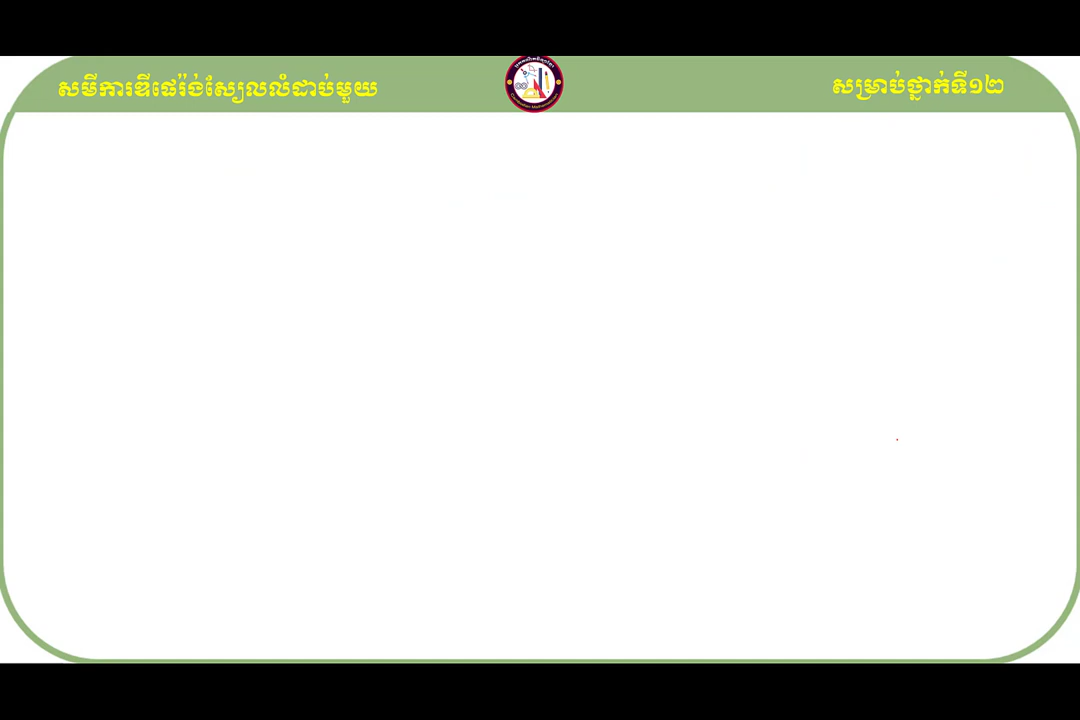 សមីការឌីផេរ៉ង់ស្យែលលំដាប់មួយ
សម្រាប់ថ្នាក់ទី១២